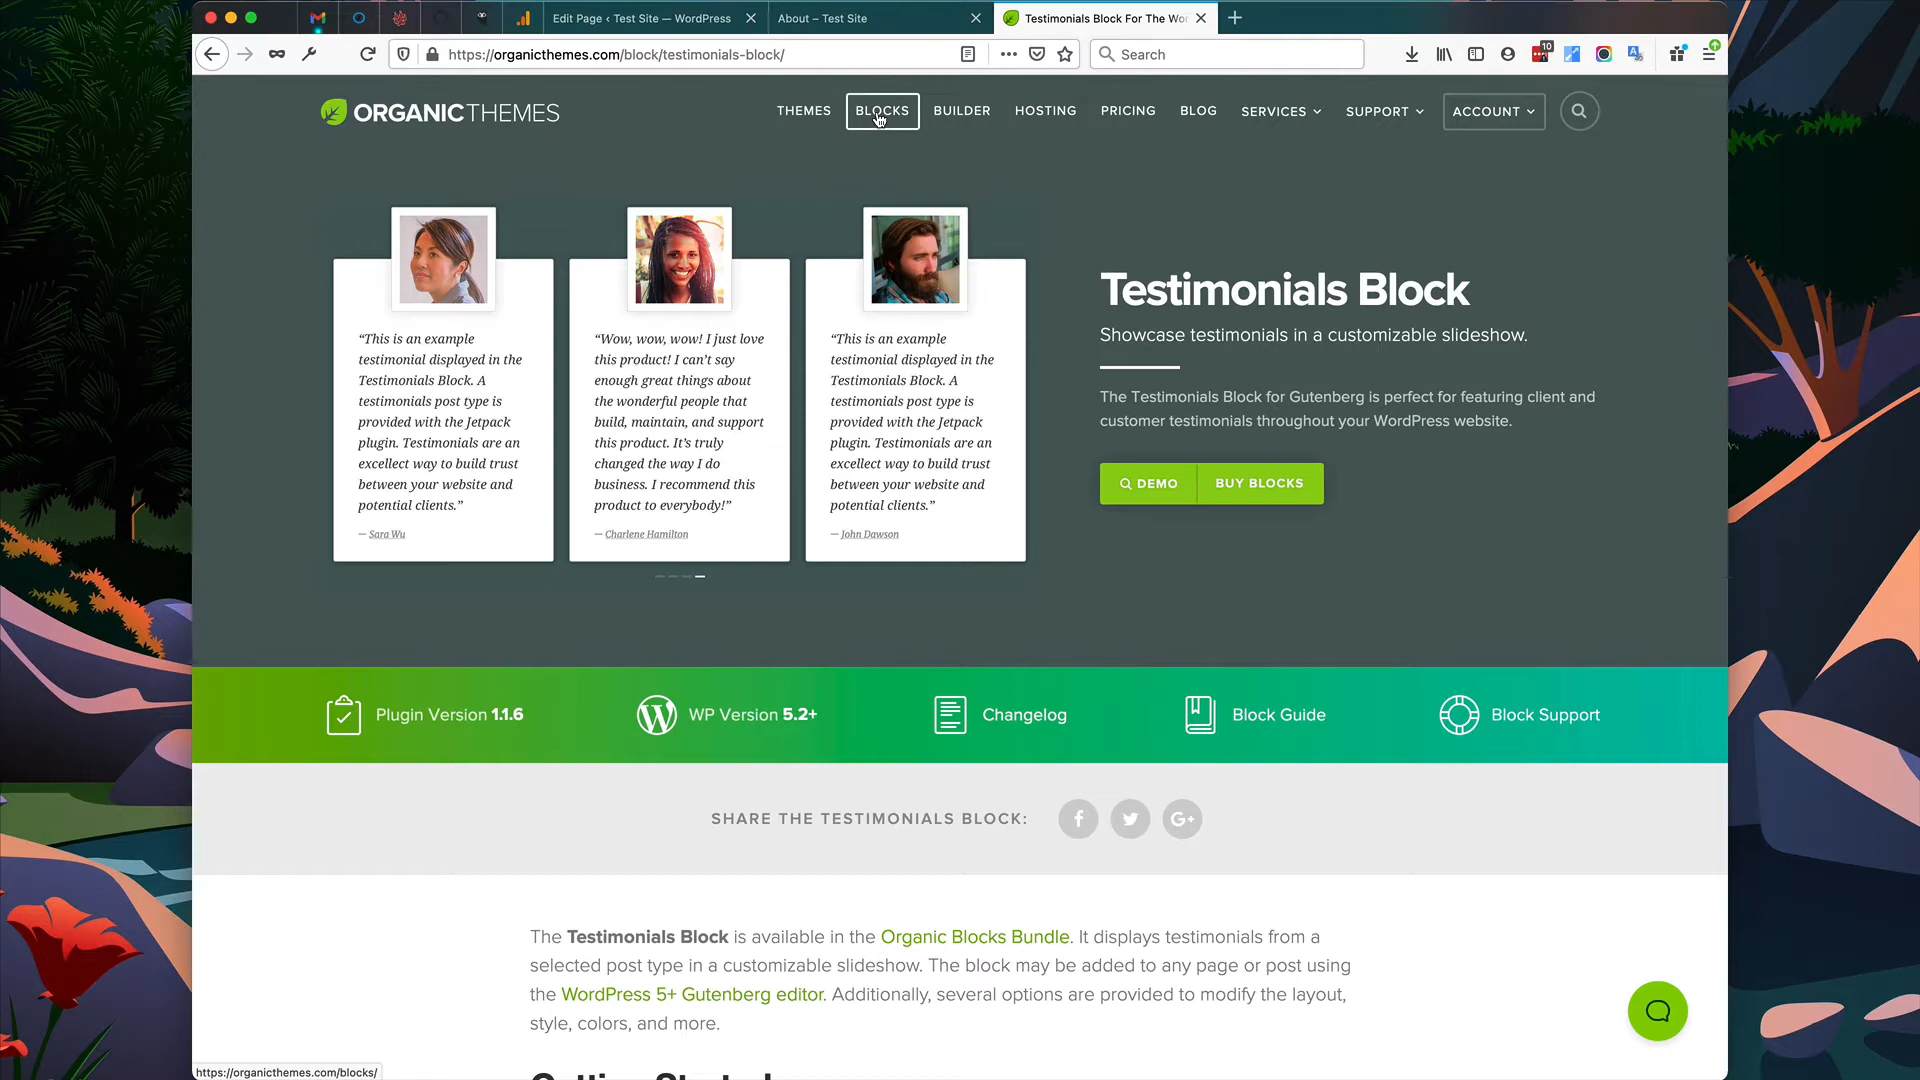 Edit Page ‹ Test Site — WordPress
About – Test Site
Testimonials Block For The Wor
https://organicthemes.com/block/testimonials-block/
Search
10
ORGANICTHEMES
THEMES
BLOCKS
BUILDER
HOSTING
PRICING
BLOG
SERVICES
SUPPORT
ACCOUNT
“This is an example
testimonial displayed in the
Testimonials Block. A
testimonials post type is
provided with the Jetpack
plugin. Testimonials are an
excellect way to build trust
between your website and
potential clients.”
— Sara Wu
“Wow, wow, wow! I just love
this product! I can’t say
enough great things about
the wonderful people that
build, maintain, and support
this product. It’s truly
changed the way I do
business. I recommend this
product to everybody!”
— Charlene Hamilton
“This is an example
testimonial displayed in the
Testimonials Block. A
testimonials post type is
provided with the Jetpack
plugin. Testimonials are an
excellect way to build trust
between your website and
potential clients.”
— John Dawson
Testimonials Block
Showcase testimonials in a customizable slideshow.
The Testimonials Block for Gutenberg is perfect for featuring client and
customer testimonials throughout your WordPress website.
DEMO
BUY BLOCKS
Plugin Version 1.1.6
WP Version 5.2+
Changelog
Block Guide
Block Support
SHARE THE TESTIMONIALS BLOCK:
The Testimonials Block is available in the Organic Blocks Bundle. It displays testimonials from a
selected post type in a customizable slideshow. The block may be added to any page or post using
the WordPress 5+ Gutenberg editor. Additionally, several options are provided to modify the layout,
style, colors, and more.
Getting Started
https://organicthemes.com/blocks/